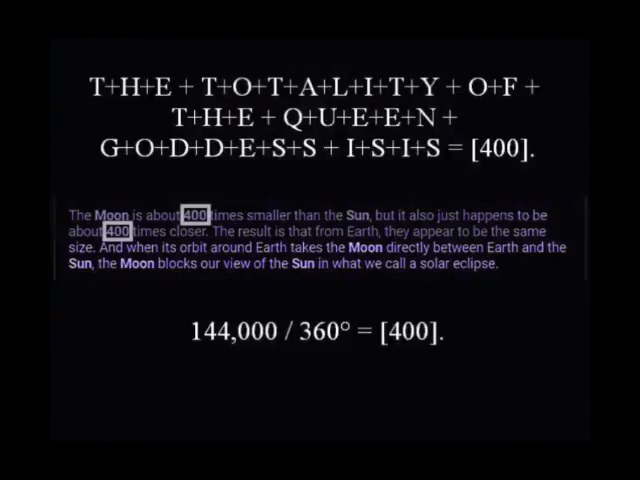 T+H+E + T+O+T+A+L+I+T+Y + O+F +
T+H+E + Q+U+E+E+N +
G+O+D+D+E+S+S + I+S+I+S = [400].
The Moon is about 400 times smaller than the Sun, but it also just happens to be
about 400 times closer. The result is that from Earth, they appear to be the same
size. And when its orbit around Earth takes the Moon directly between Earth and the
Sun, the Moon blocks our view of the Sun in what we call a solar eclipse.
144,000 / 360° = [400].